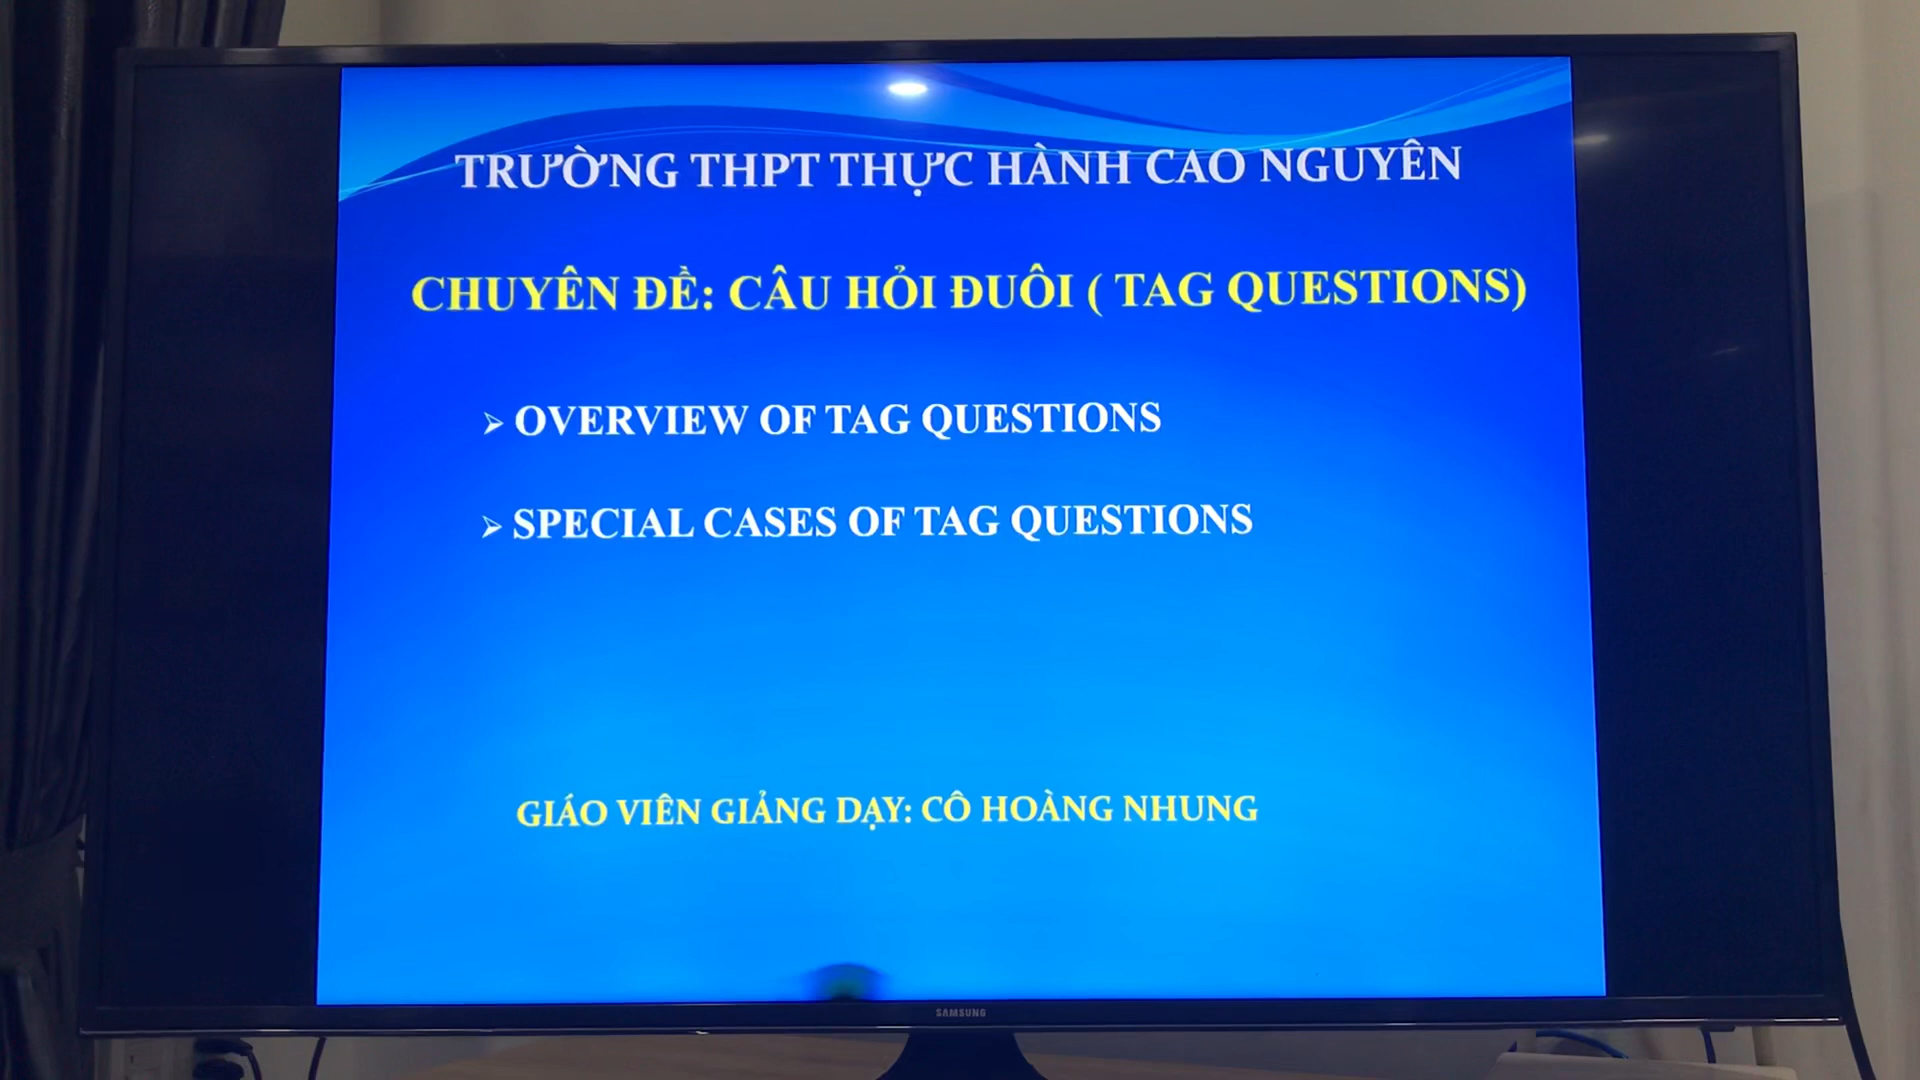 TRƯỜNG THPT THỰC HÀNH CAO NGUYÊN
CHUYÊN ĐỀ: CÂU HỎI ĐUÔI ( TAG QUESTIONS)
➢ OVERVIEW OF TAG QUESTIONS
➢ SPECIAL CASES OF TAG QUESTIONS
GIÁO VIÊN GIẢNG DẠY: CÔ HOÀNG NHUNG
SAMSUNG